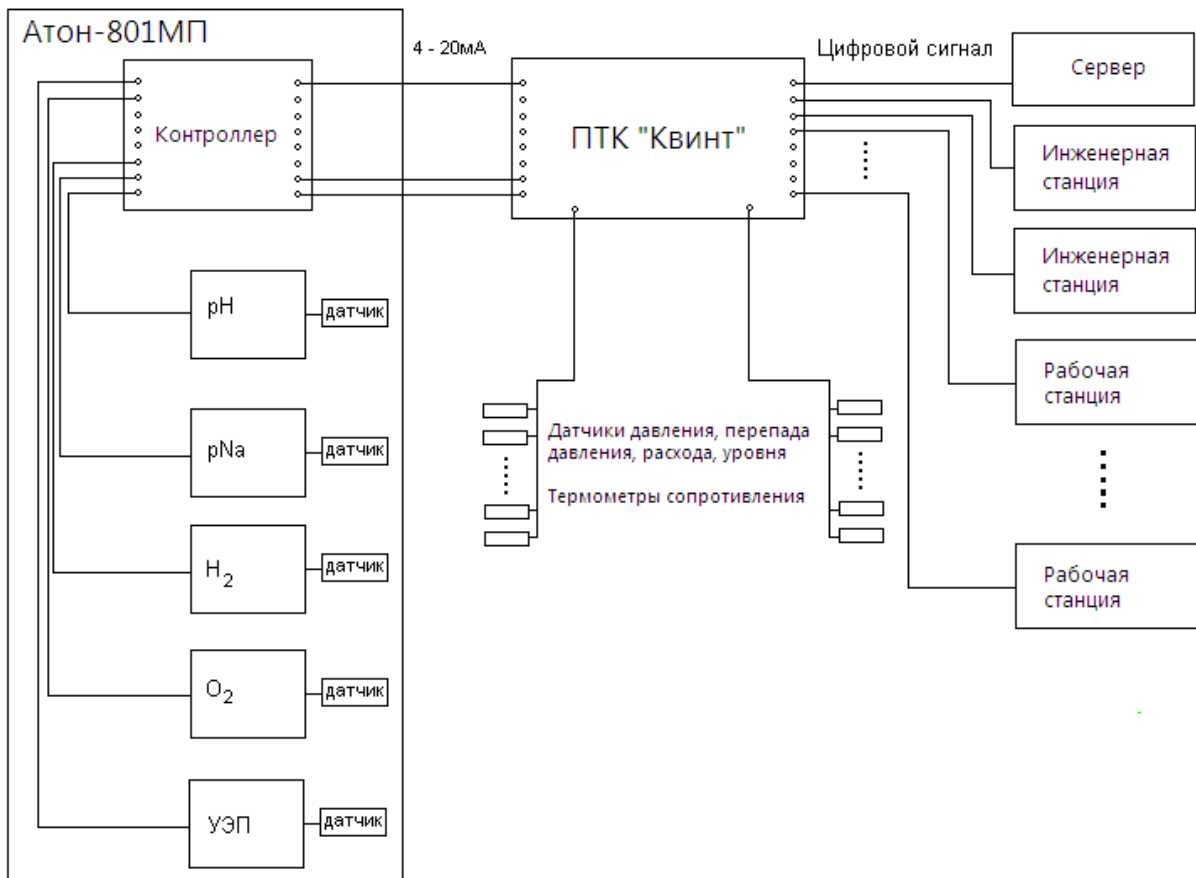 Атон-801МП
4 - 20мА
Цифровой сигнал
Контроллер
ПТК "Квинт"
Сервер
Инженерная
станция
Инженерная
станция
Рабочая
станция
Рабочая
станция
pH
датчик
pNa
датчик
H2
датчик
O2
датчик
УЭП
датчик
Датчики давления, перепада
давления, расхода, уровня
Термометры сопротивления